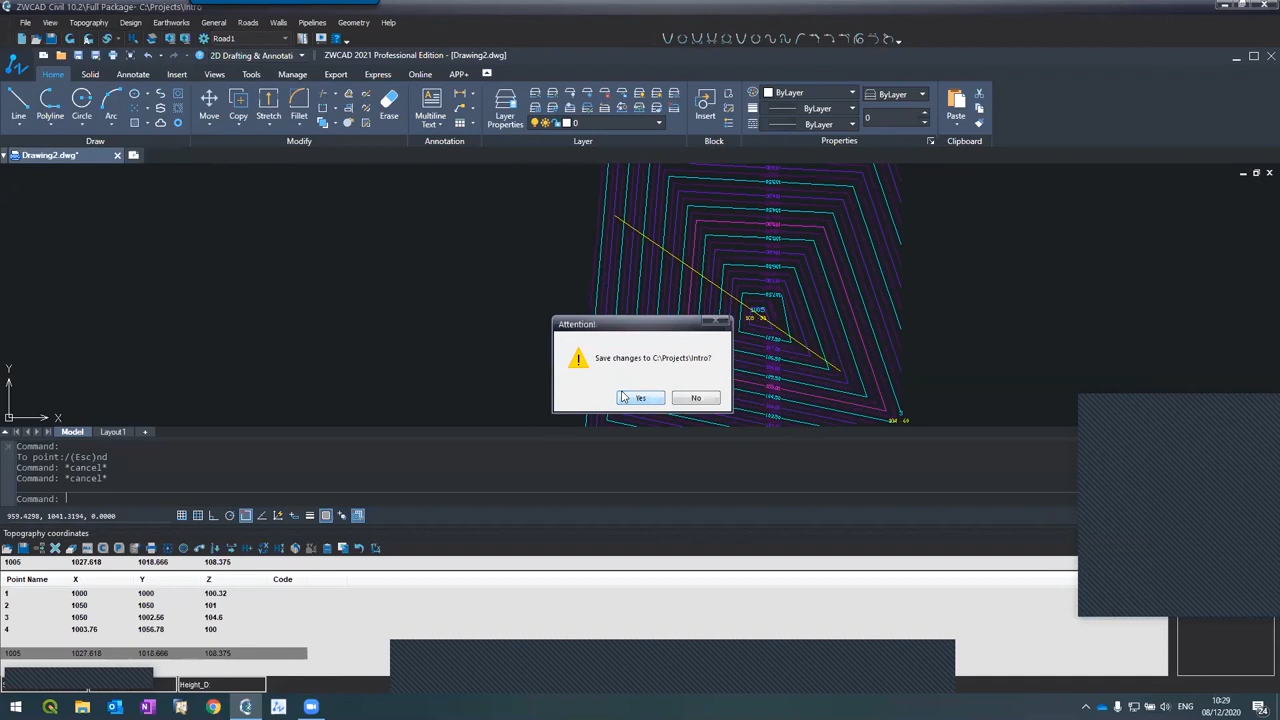 ZWCAD Civil 10.2\Full Package- C:\Projects\Intro
File View Topography Design Earthworks General Roads Walls Pipelines Geometry Help
Road1
2D Drafting & Annotati
ZWCAD 2021 Professional Edition - [Drawing2.dwg]
Home Solid Annotate Insert Views Tools Manage Export Express Online APP+
Line Polyline Circle Arc Move Copy Stretch Fillet Erase Multiline Text Layer Properties Insert Paste
0
ByLayer
ByLayer
ByLayer
ByLayer
0
Draw Modify Annotation Layer Block Properties Clipboard
Drawing2.dwg*
1005
Attention!
Save changes to C:\Projects\Intro?
Yes No
Y
X
Model Layout1 +
Command:
To point:/(Esc)nd
Command: *cancel*
Command: *cancel*
Command:
959.4298, 1041.3194, 0.0000
Topography coordinates
1005 1027.618 1018.666 108.375
Point Name X Y Z Code
1 1000 1000 100.32
2 1050 1050 101
3 1050 1002.56 104.6
4 1003.76 1056.78 100
1005 1027.618 1018.666 108.375
Height_D:
ENG
10:29
08/12/2020
24